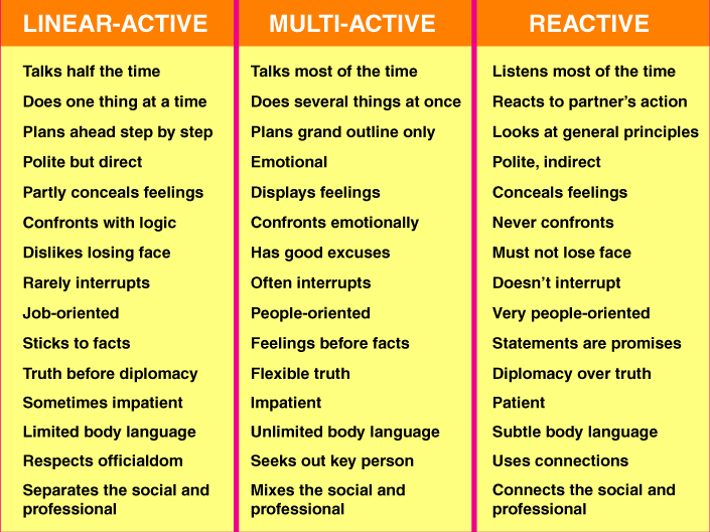 LINEAR-ACTIVE MULTI-ACTIVE REACTIVE
Talks half the time Talks most of the time Listens most of the time
Does one thing at a time Does several things at once Reacts to partner's action
Plans ahead step by step Plans grand outline only Looks at general principles
Polite but direct Emotional Polite, indirect
Partly conceals feelings Displays feelings Conceals feelings
Confronts with logic Confronts emotionally Never confronts
Dislikes losing face Has good excuses Must not lose face
Rarely interrupts Often interrupts Doesn't interrupt
Job-oriented People-oriented Very people-oriented
Sticks to facts Feelings before facts Statements are promises
Truth before diplomacy Flexible truth Diplomacy over truth
Sometimes impatient Impatient Patient
Limited body language Unlimited body language Subtle body language
Respects officialdom Seeks out key person Uses connections
Separates the social and Mixes the social and Connects the social and
professional professional professional